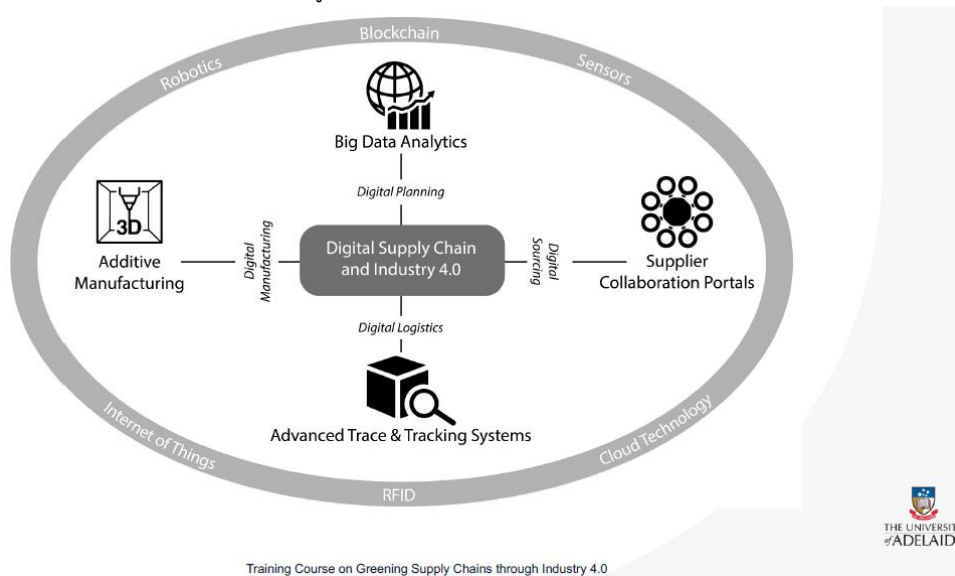 Blockchain
Robotics
Sensors
Big Data Analytics
Digital Planning
3D
Additive
Manufacturing
Digital
Manufacturing
Digital Supply Chain
and Industry 4.0
Digital
Sourcing
Supplier
Collaboration Portals
Digital Logistics
Advanced Trace & Tracking Systems
Internet of Things
RFID
Cloud Technology
THE UNIVERSIT
of ADELAID
Training Course on Greening Supply Chains through Industry 4.0